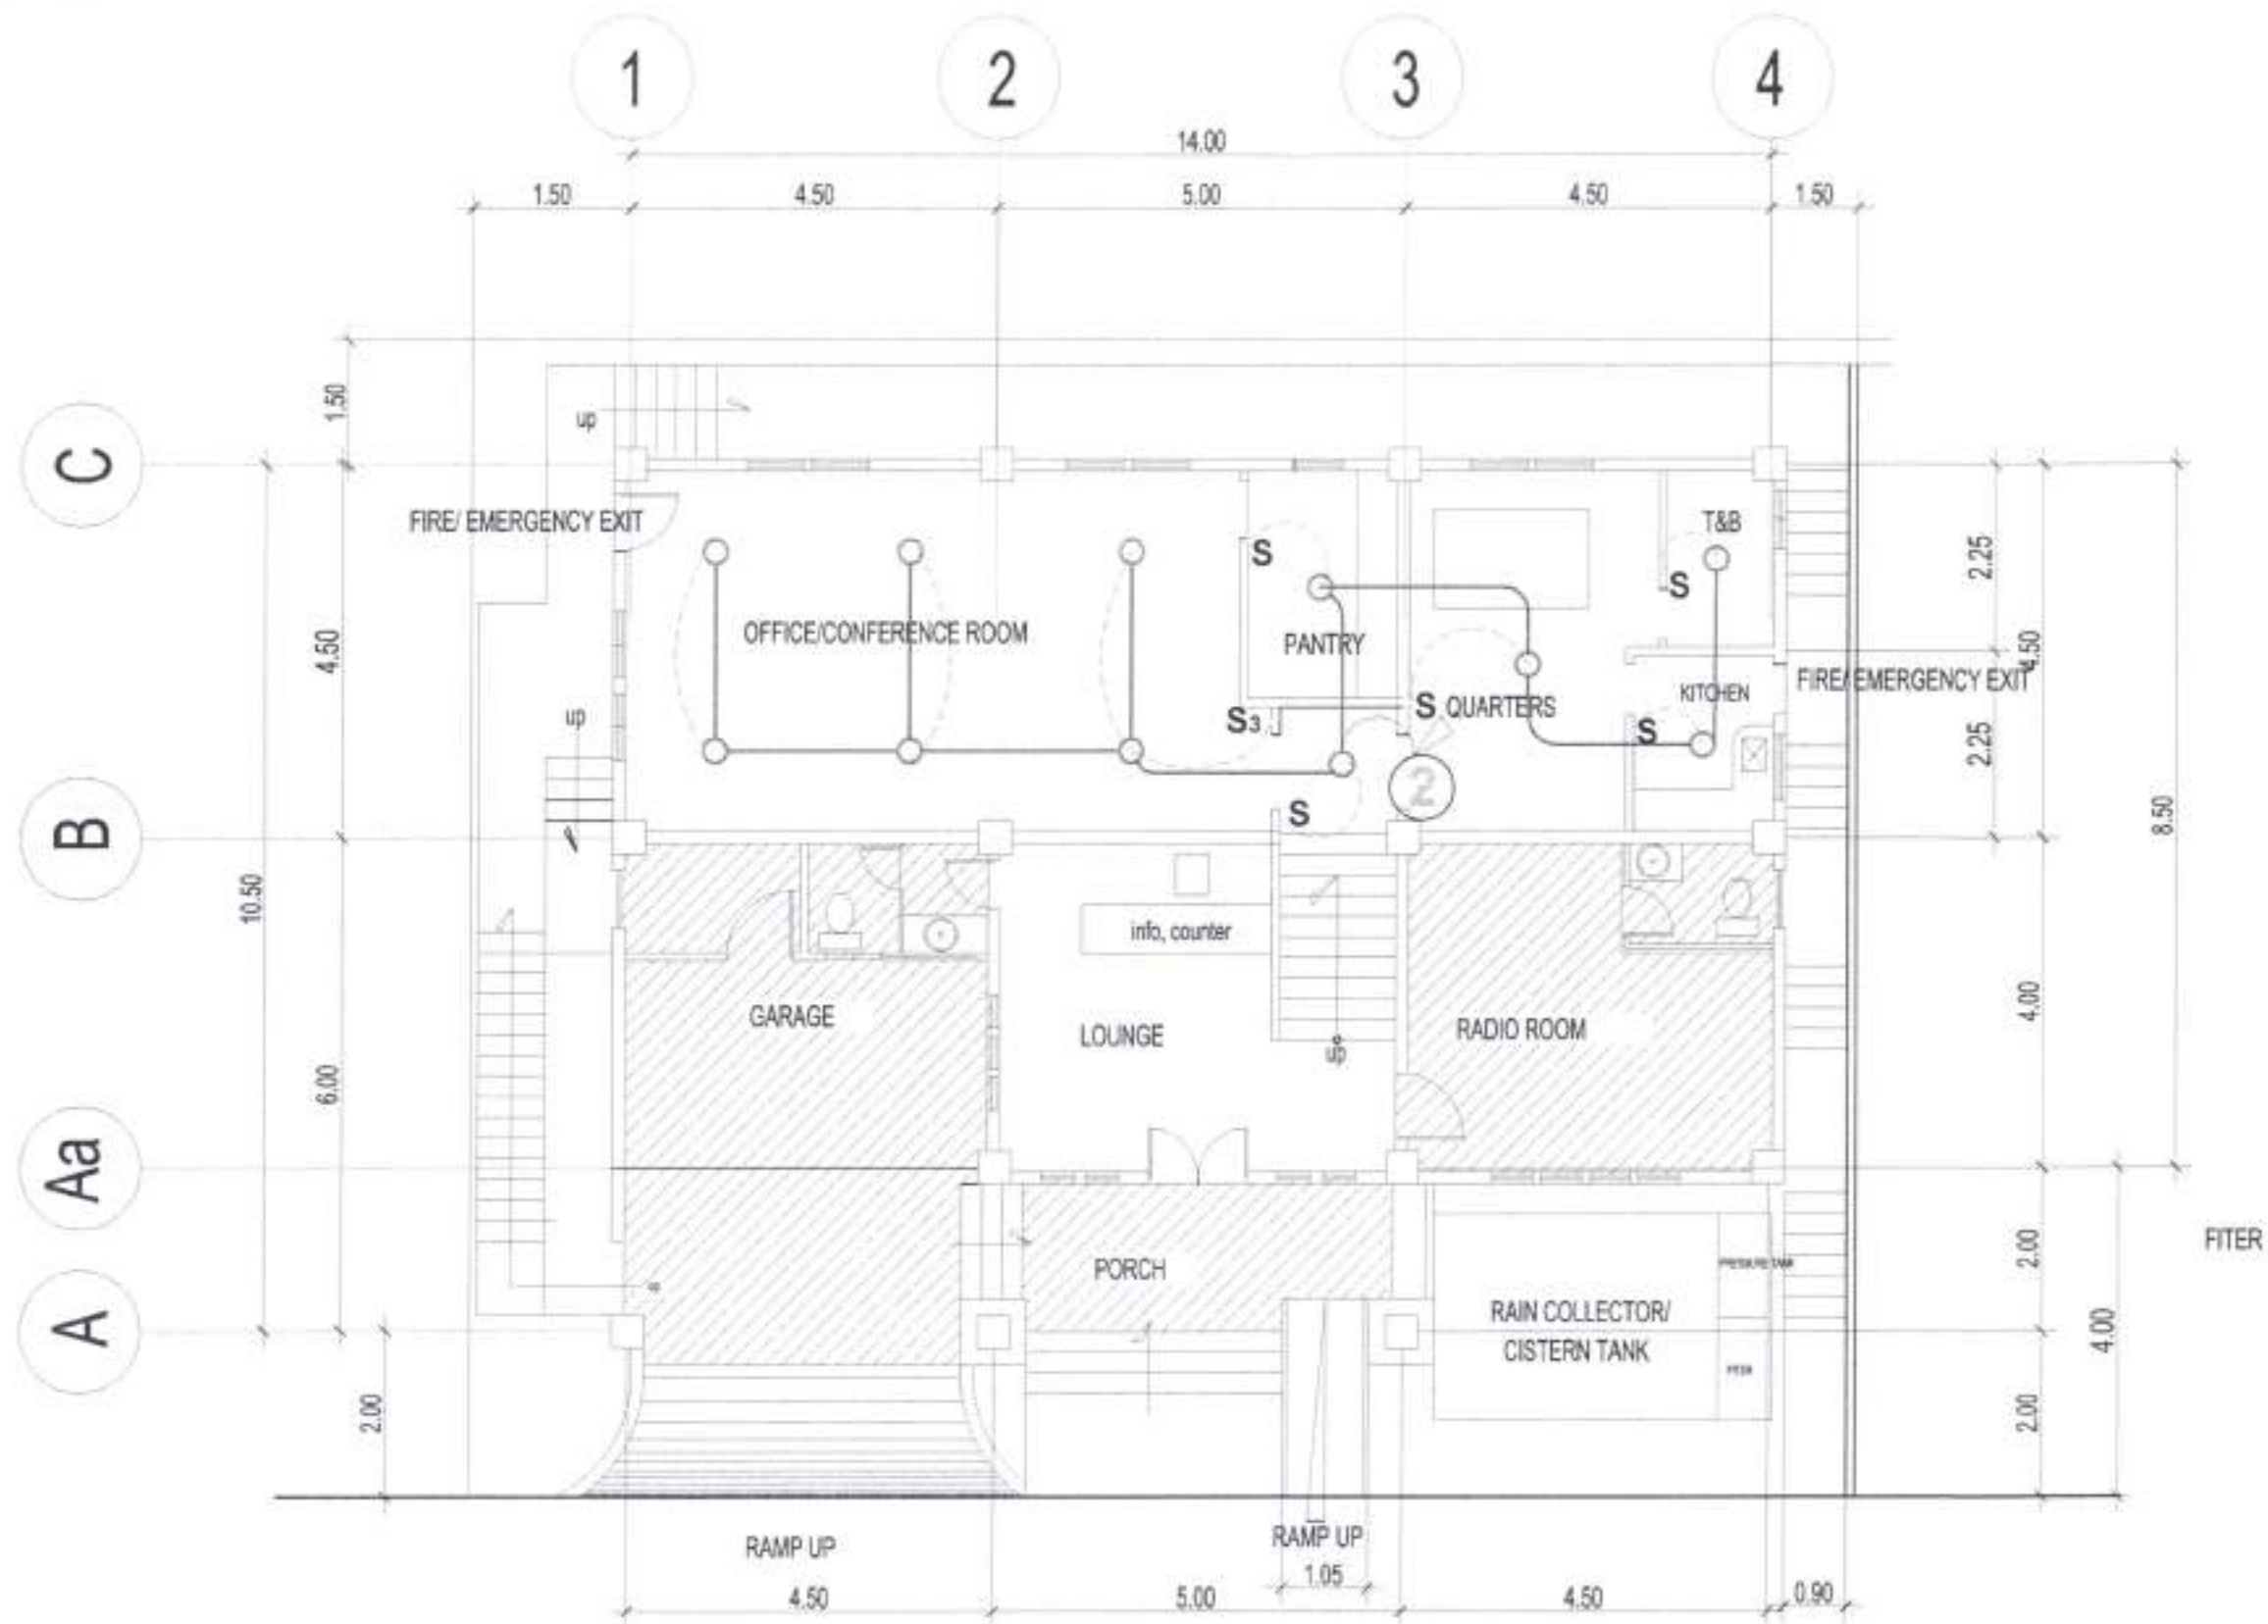 1
2
3
4
14.00
1.50
4.50
5.00
4.50
1.50
1.50
up
C
FIRE/ EMERGENCY EXIT
T&B
S
S
2.25
4.50
OFFICE/CONFERENCE ROOM
PANTRY
4.50
FIRE/ EMERGENCY EXIT
KITCHEN
up
S3
S
QUARTERS
S
2.25
2
S
B
8.50
10.50
info, counter
GARAGE
LOUNGE
RADIO ROOM
4.00
up
6.00
Aa
FITER
2.00
PORCH
PRESSURE TANK
RAIN COLLECTOR/
CISTERN TANK
A
4.00
2.00
2.00
RAMP UP
RAMP UP
1.05
4.50
5.00
4.50
0.90